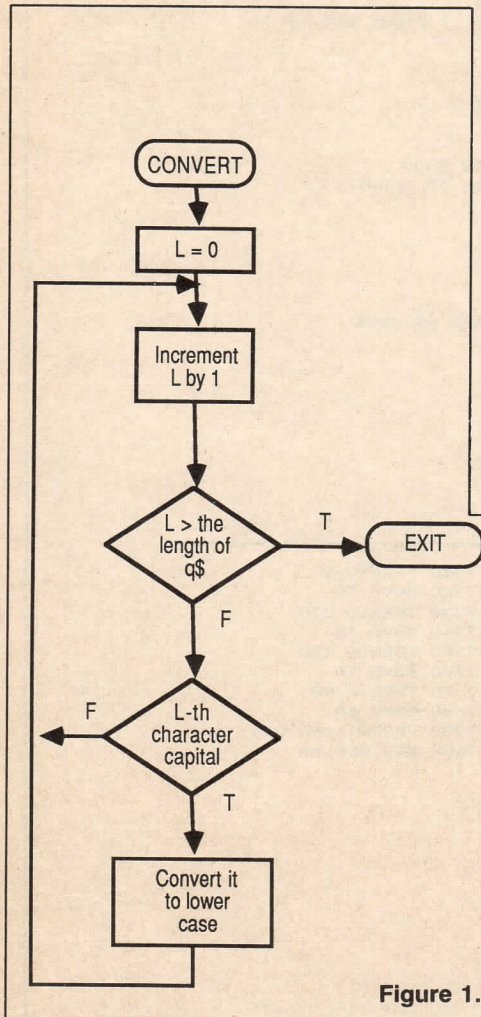 CONVERT
L = 0
Increment
L by 1
L > the
length of
q$
T
EXIT
F
F
L-th
character
capital
T
Convert it
to lower
case
Figure 1.